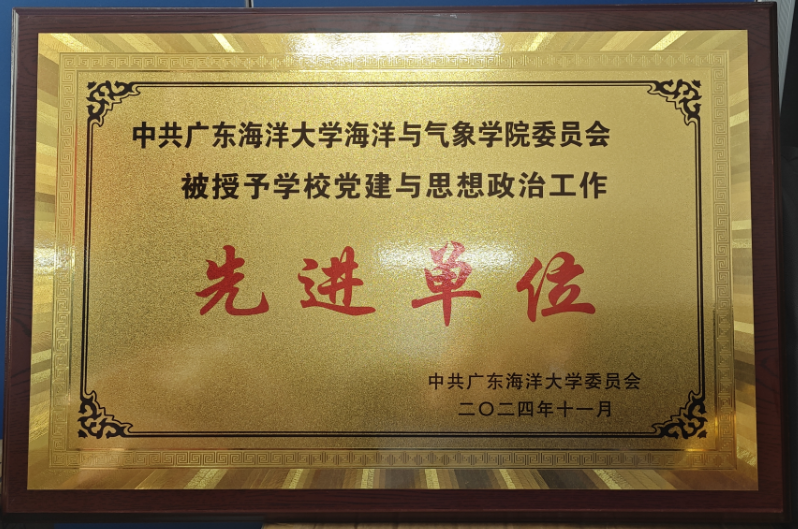 中共广东海洋大学海洋与气象学院委员会
被授予学校党建与思想政治工作
先进单位
中共广东海洋大学委员会
二〇二四年十一月